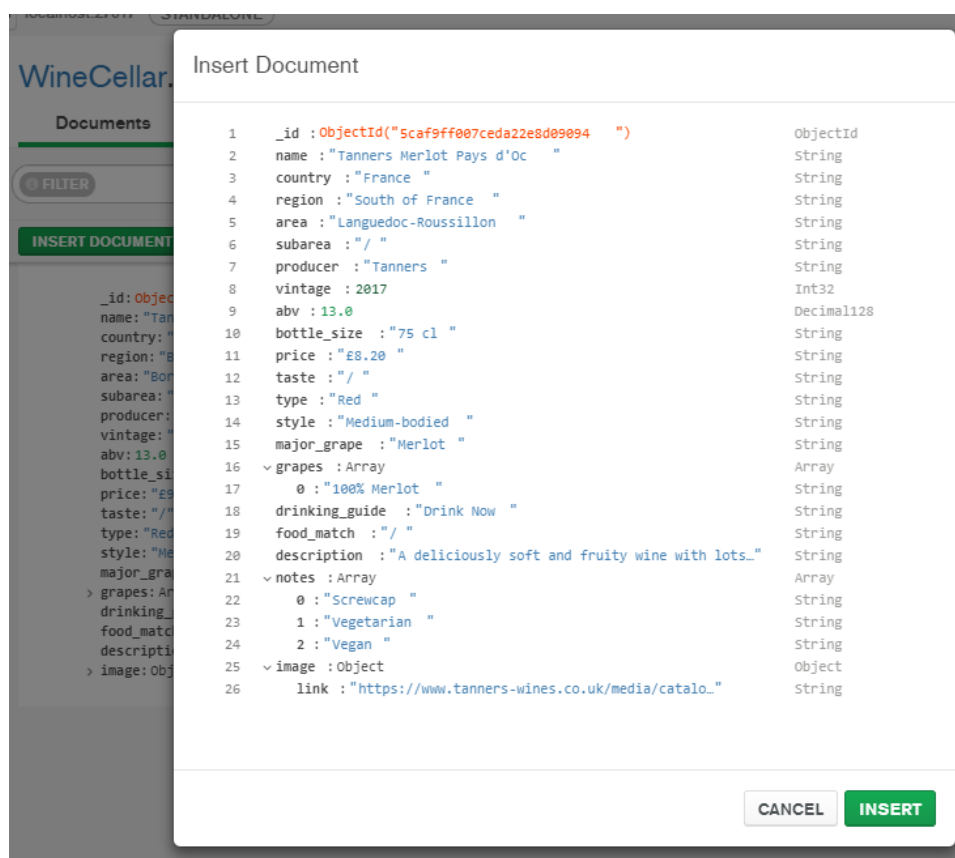 STANDALONE
WineCellar.
Insert Document
Documents
FILTER
INSERT DOCUMENT
_id: Objec
name: "Tan
country: "
region: "B
area: "Bor
subarea: "
producer:
vintage: "
abv: 13.0
bottle_si
price: "£9
taste: "/"
type: "Red
style: "Me
major_gra
> grapes: Ar
drinking_
food_matc
descripti
> image: Obj
1 _id : ObjectId("5caf9ff007ceda22e8d09094 ") ObjectId
2 name : "Tanners Merlot Pays d'Oc " String
3 country : "France " String
4 region : "South of France " String
5 area : "Languedoc-Roussillon " String
6 subarea : "/ " String
7 producer : "Tanners " String
8 vintage : 2017 Int32
9 abv : 13.0 Decimal128
10 bottle_size : "75 cl " String
11 price : "£8.20 " String
12 taste : "/ " String
13 type : "Red " String
14 style : "Medium-bodied " String
15 major_grape : "Merlot " String
16 grapes : Array Array
17 0 : "100% Merlot " String
18 drinking_guide : "Drink Now " String
19 food_match : "/ " String
20 description : "A deliciously soft and fruity wine with lots…" String
21 notes : Array Array
22 0 : "Screwcap " String
23 1 : "Vegetarian " String
24 2 : "Vegan " String
25 image : Object Object
26 link : "https://www.tanners-wines.co.uk/media/catalo…" String
CANCEL INSERT